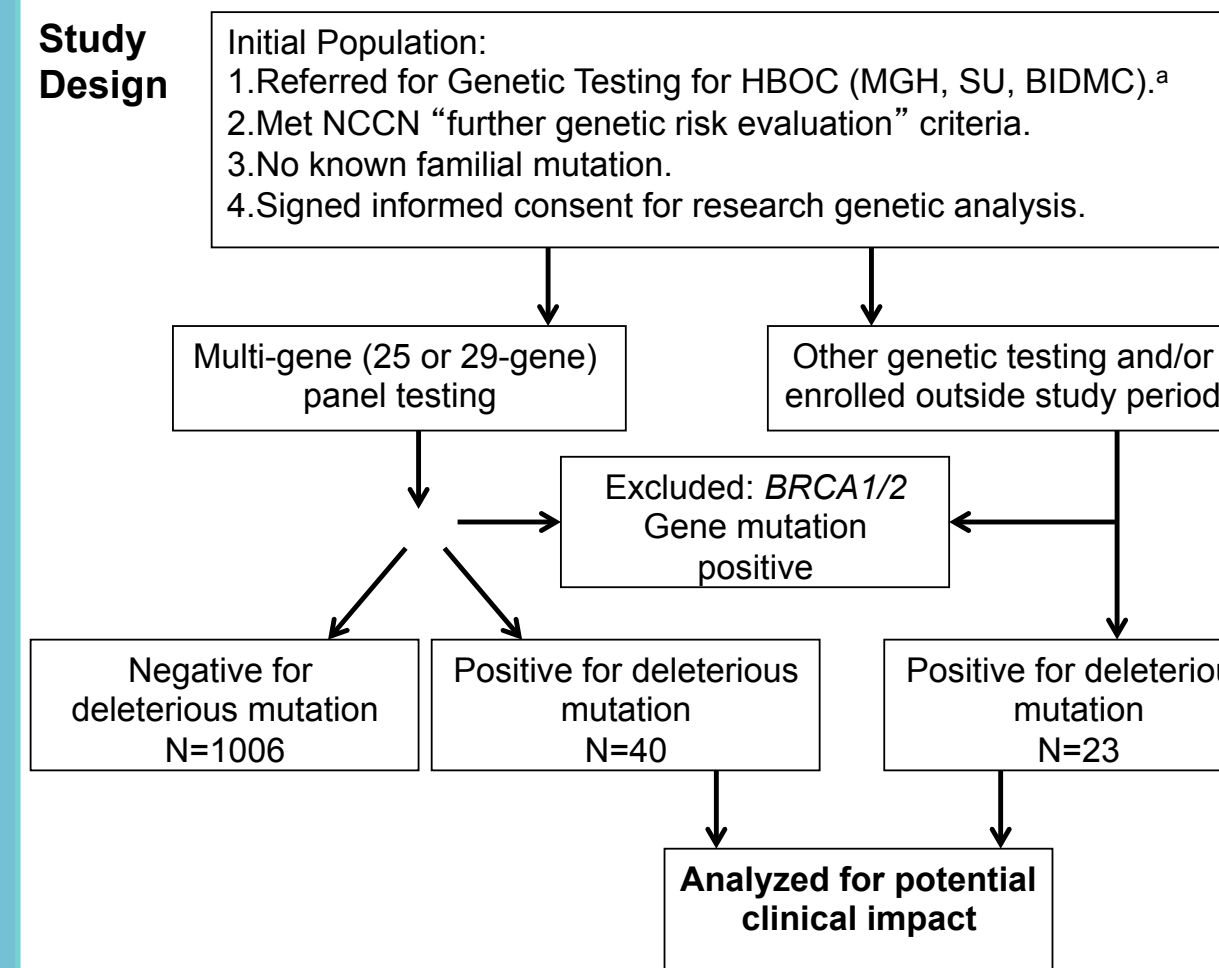 Study
Design
Initial Population:
1.Referred for Genetic Testing for HBOC (MGH, SU, BIDMC).ᵃ
2.Met NCCN “further genetic risk evaluation” criteria.
3.No known familial mutation.
4.Signed informed consent for research genetic analysis.
Multi-gene (25 or 29-gene)
panel testing
Other genetic testing and/or
enrolled outside study period
Excluded: BRCA1/2
Gene mutation
positive
Negative for
deleterious mutation
N=1006
Positive for deleterious
mutation
N=40
Positive for deleteriou
mutation
N=23
Analyzed for potential
clinical impact